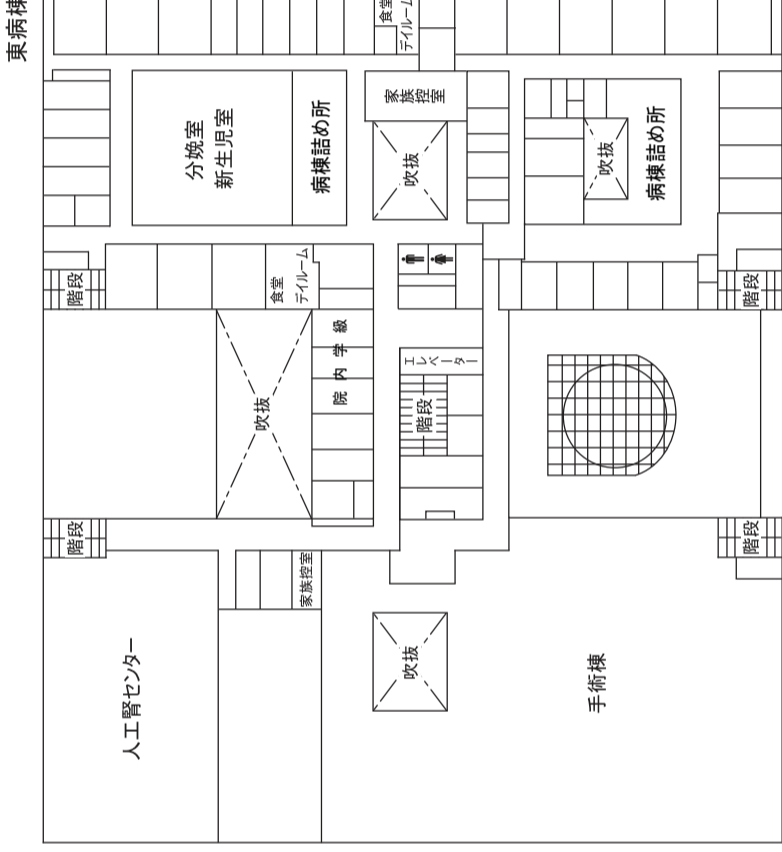 東病棟
食堂
デイルーム
家族
控室
分娩室
新生児室
病棟詰め所
吹抜
吹抜
病棟詰め所
階段
食堂
デイルーム
階段
院内学級
エレベーター
吹抜
階段
階段
家族控室
階段
人工腎センター
吹抜
手術棟